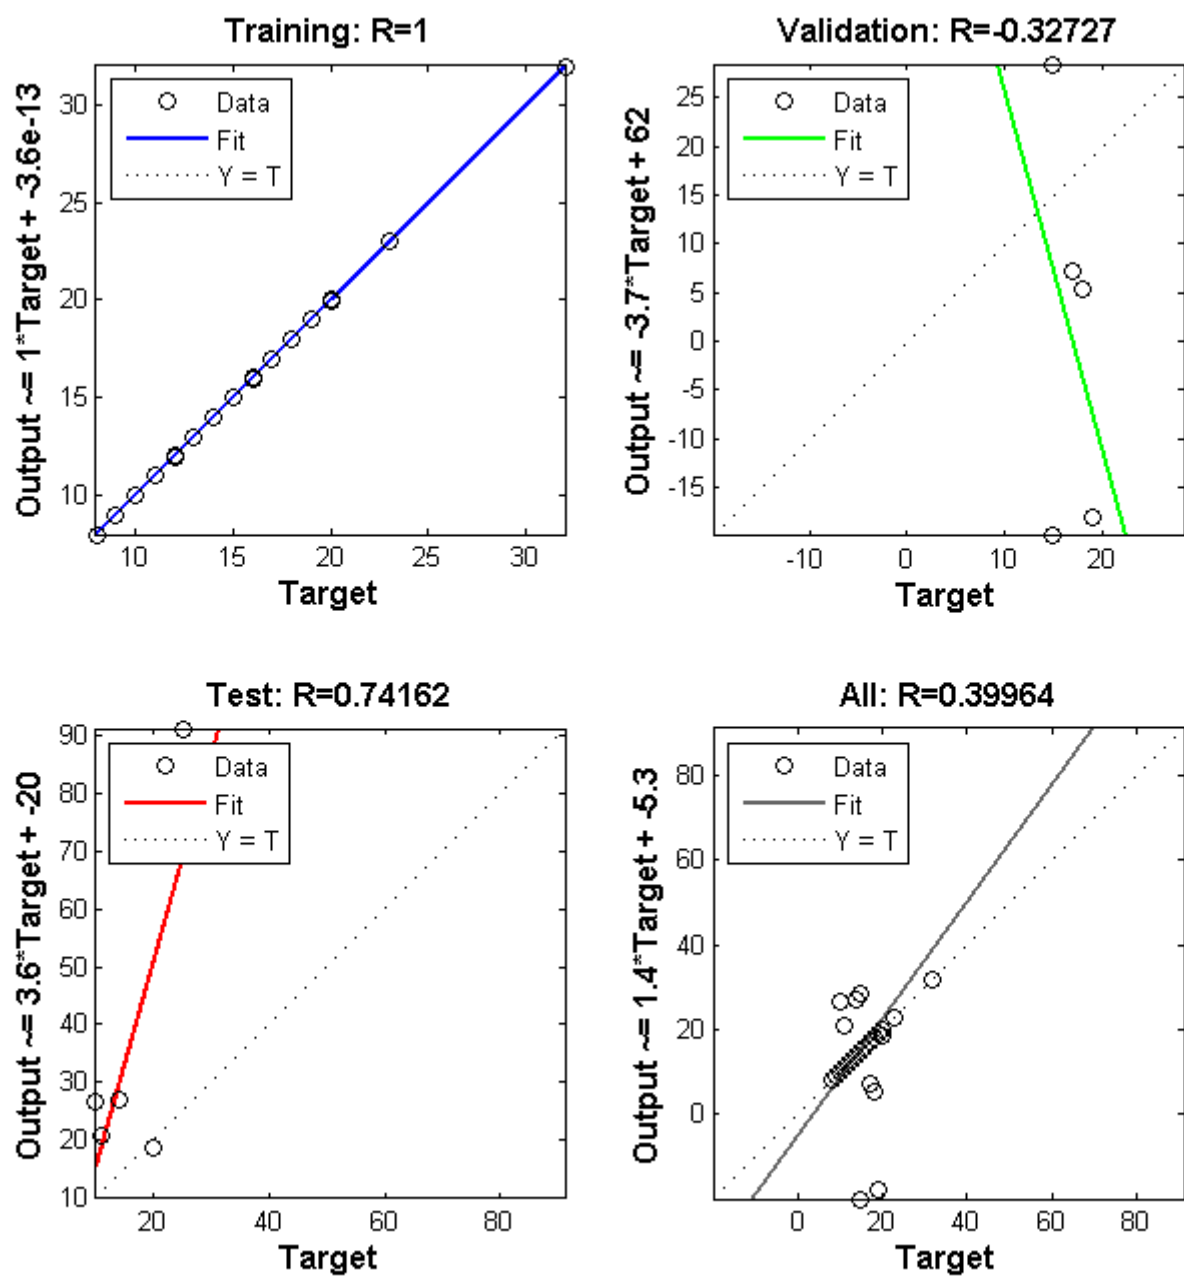 Training: R=1
Output ~= 1*Target + -3.6e-13
Data
Fit
Y = T
30
25
20
15
10
10 15 20 25 30
Target
Validation: R=-0.32727
Output ~= -3.7*Target + 62
Data
Fit
Y = T
25
20
15
10
5
0
-5
-10
-15
-10 0 10 20
Target
Test: R=0.74162
Output ~= 3.6*Target + -20
Data
Fit
Y = T
90
80
70
60
50
40
30
20
10
20 40 60 80
Target
All: R=0.39964
Output ~= 1.4*Target + -5.3
Data
Fit
Y = T
80
60
40
20
0
0 20 40 60 80
Target